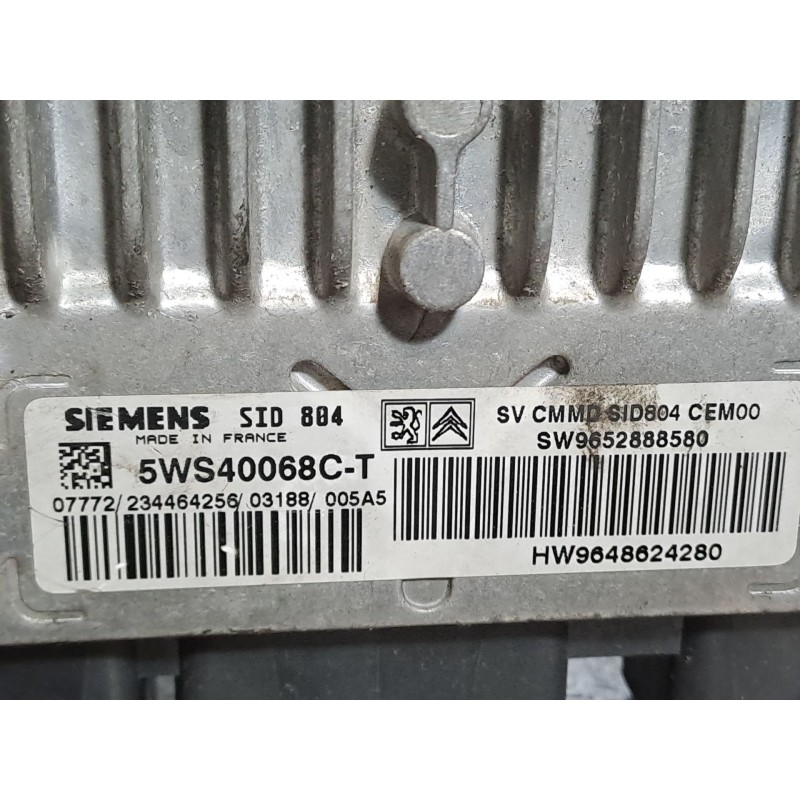 SIEMENS SID 804
MADE IN FRANCE
5WS40068C-T
07772/234464256/03188/005A5
SV CMMD SID804 CEM00
SW9652888580
HW9648624280